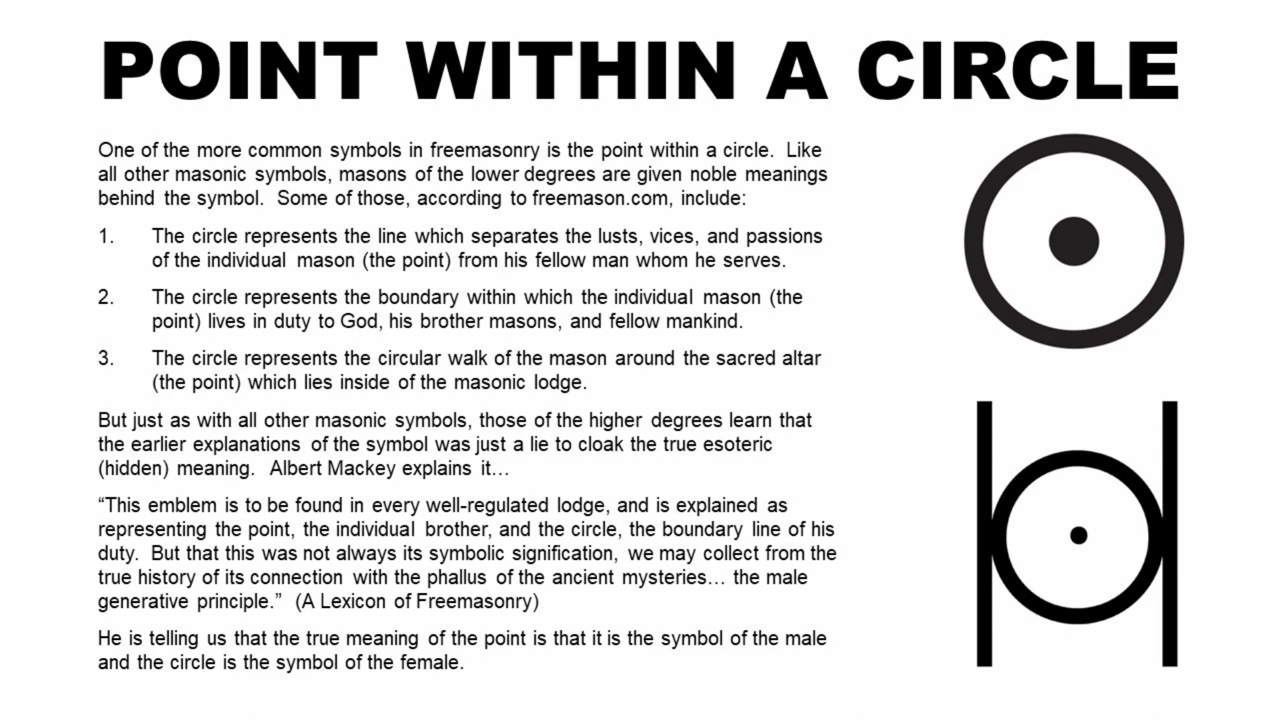 POINT WITHIN A CIRCLE
One of the more common symbols in freemasonry is the point within a circle. Like
all other masonic symbols, masons of the lower degrees are given noble meanings
behind the symbol. Some of those, according to freemason.com, include:
1. The circle represents the line which separates the lusts, vices, and passions
of the individual mason (the point) from his fellow man whom he serves.
2. The circle represents the boundary within which the individual mason (the
point) lives in duty to God, his brother masons, and fellow mankind.
3. The circle represents the circular walk of the mason around the sacred altar
(the point) which lies inside of the masonic lodge.
But just as with all other masonic symbols, those of the higher degrees learn that
the earlier explanations of the symbol was just a lie to cloak the true esoteric
(hidden) meaning. Albert Mackey explains it…
“This emblem is to be found in every well-regulated lodge, and is explained as
representing the point, the individual brother, and the circle, the boundary line of his
duty. But that this was not always its symbolic signification, we may collect from the
true history of its connection with the phallus of the ancient mysteries… the male
generative principle.” (A Lexicon of Freemasonry)
He is telling us that the true meaning of the point is that it is the symbol of the male
and the circle is the symbol of the female.